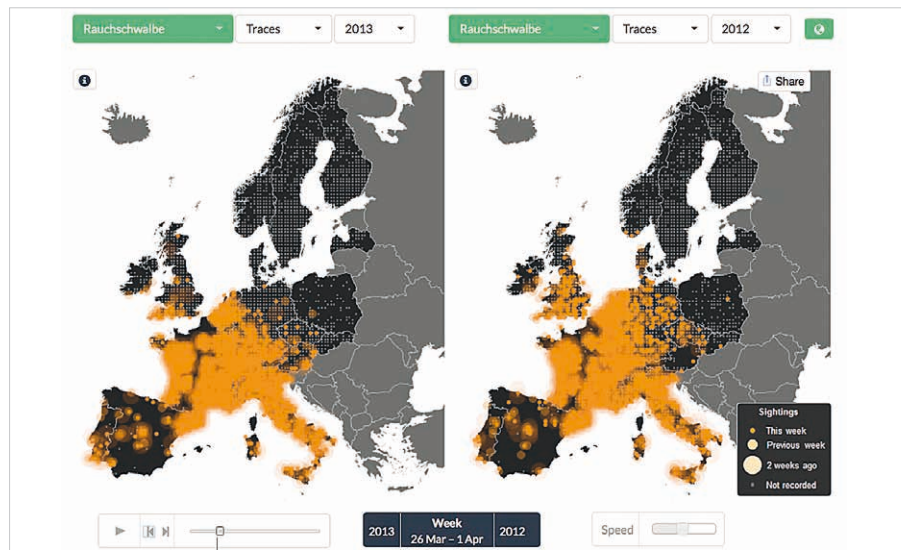 Rauchschwalbe Traces 2013 Rauchschwalbe Traces 2012
Share
Sightings
This week
Previous week
2 weeks ago
Not recorded
2013 Week 2012
26 Mar – 1 Apr
Speed